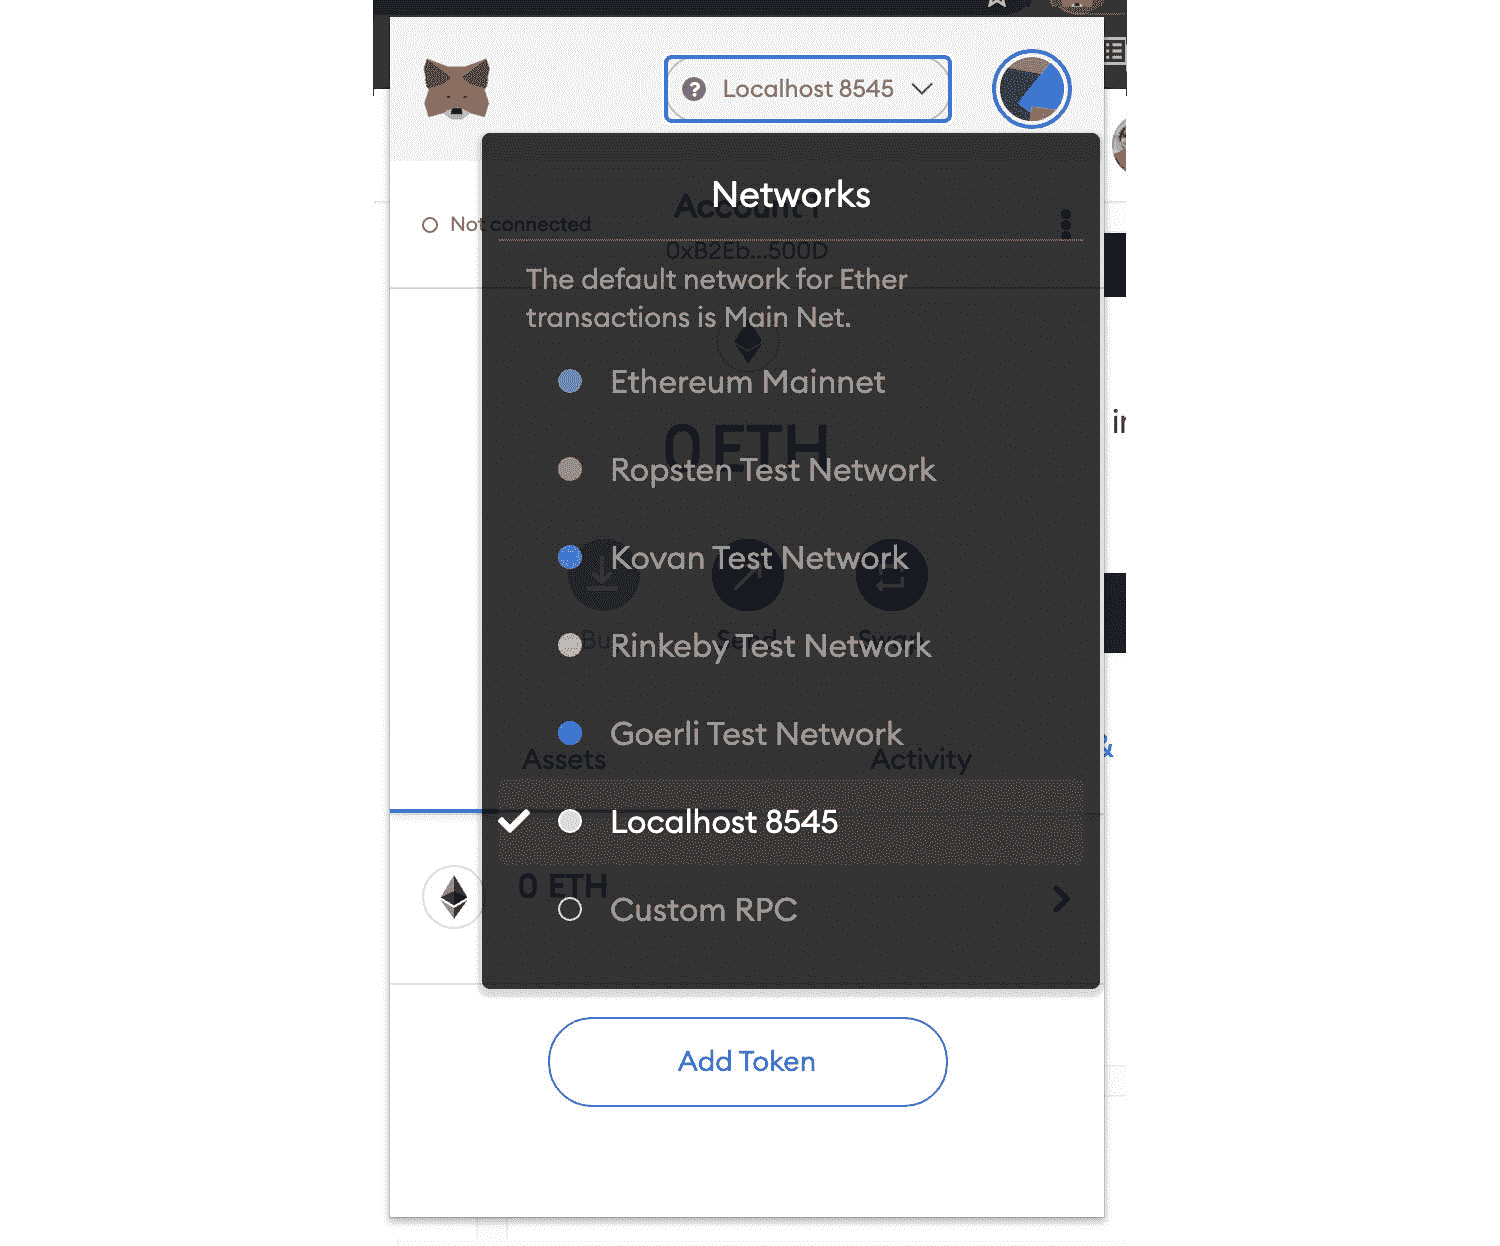 Localhost 8545
Networks
Account 1
Not connected
0xB2Eb...500D
The default network for Ether
transactions is Main Net.
Ethereum Mainnet
0 ETH
Ropsten Test Network
Kovan Test Network
Buy
Send
Swap
Rinkeby Test Network
Goerli Test Network
Assets
Activity
&
Localhost 8545
0 ETH
Custom RPC
Add Token